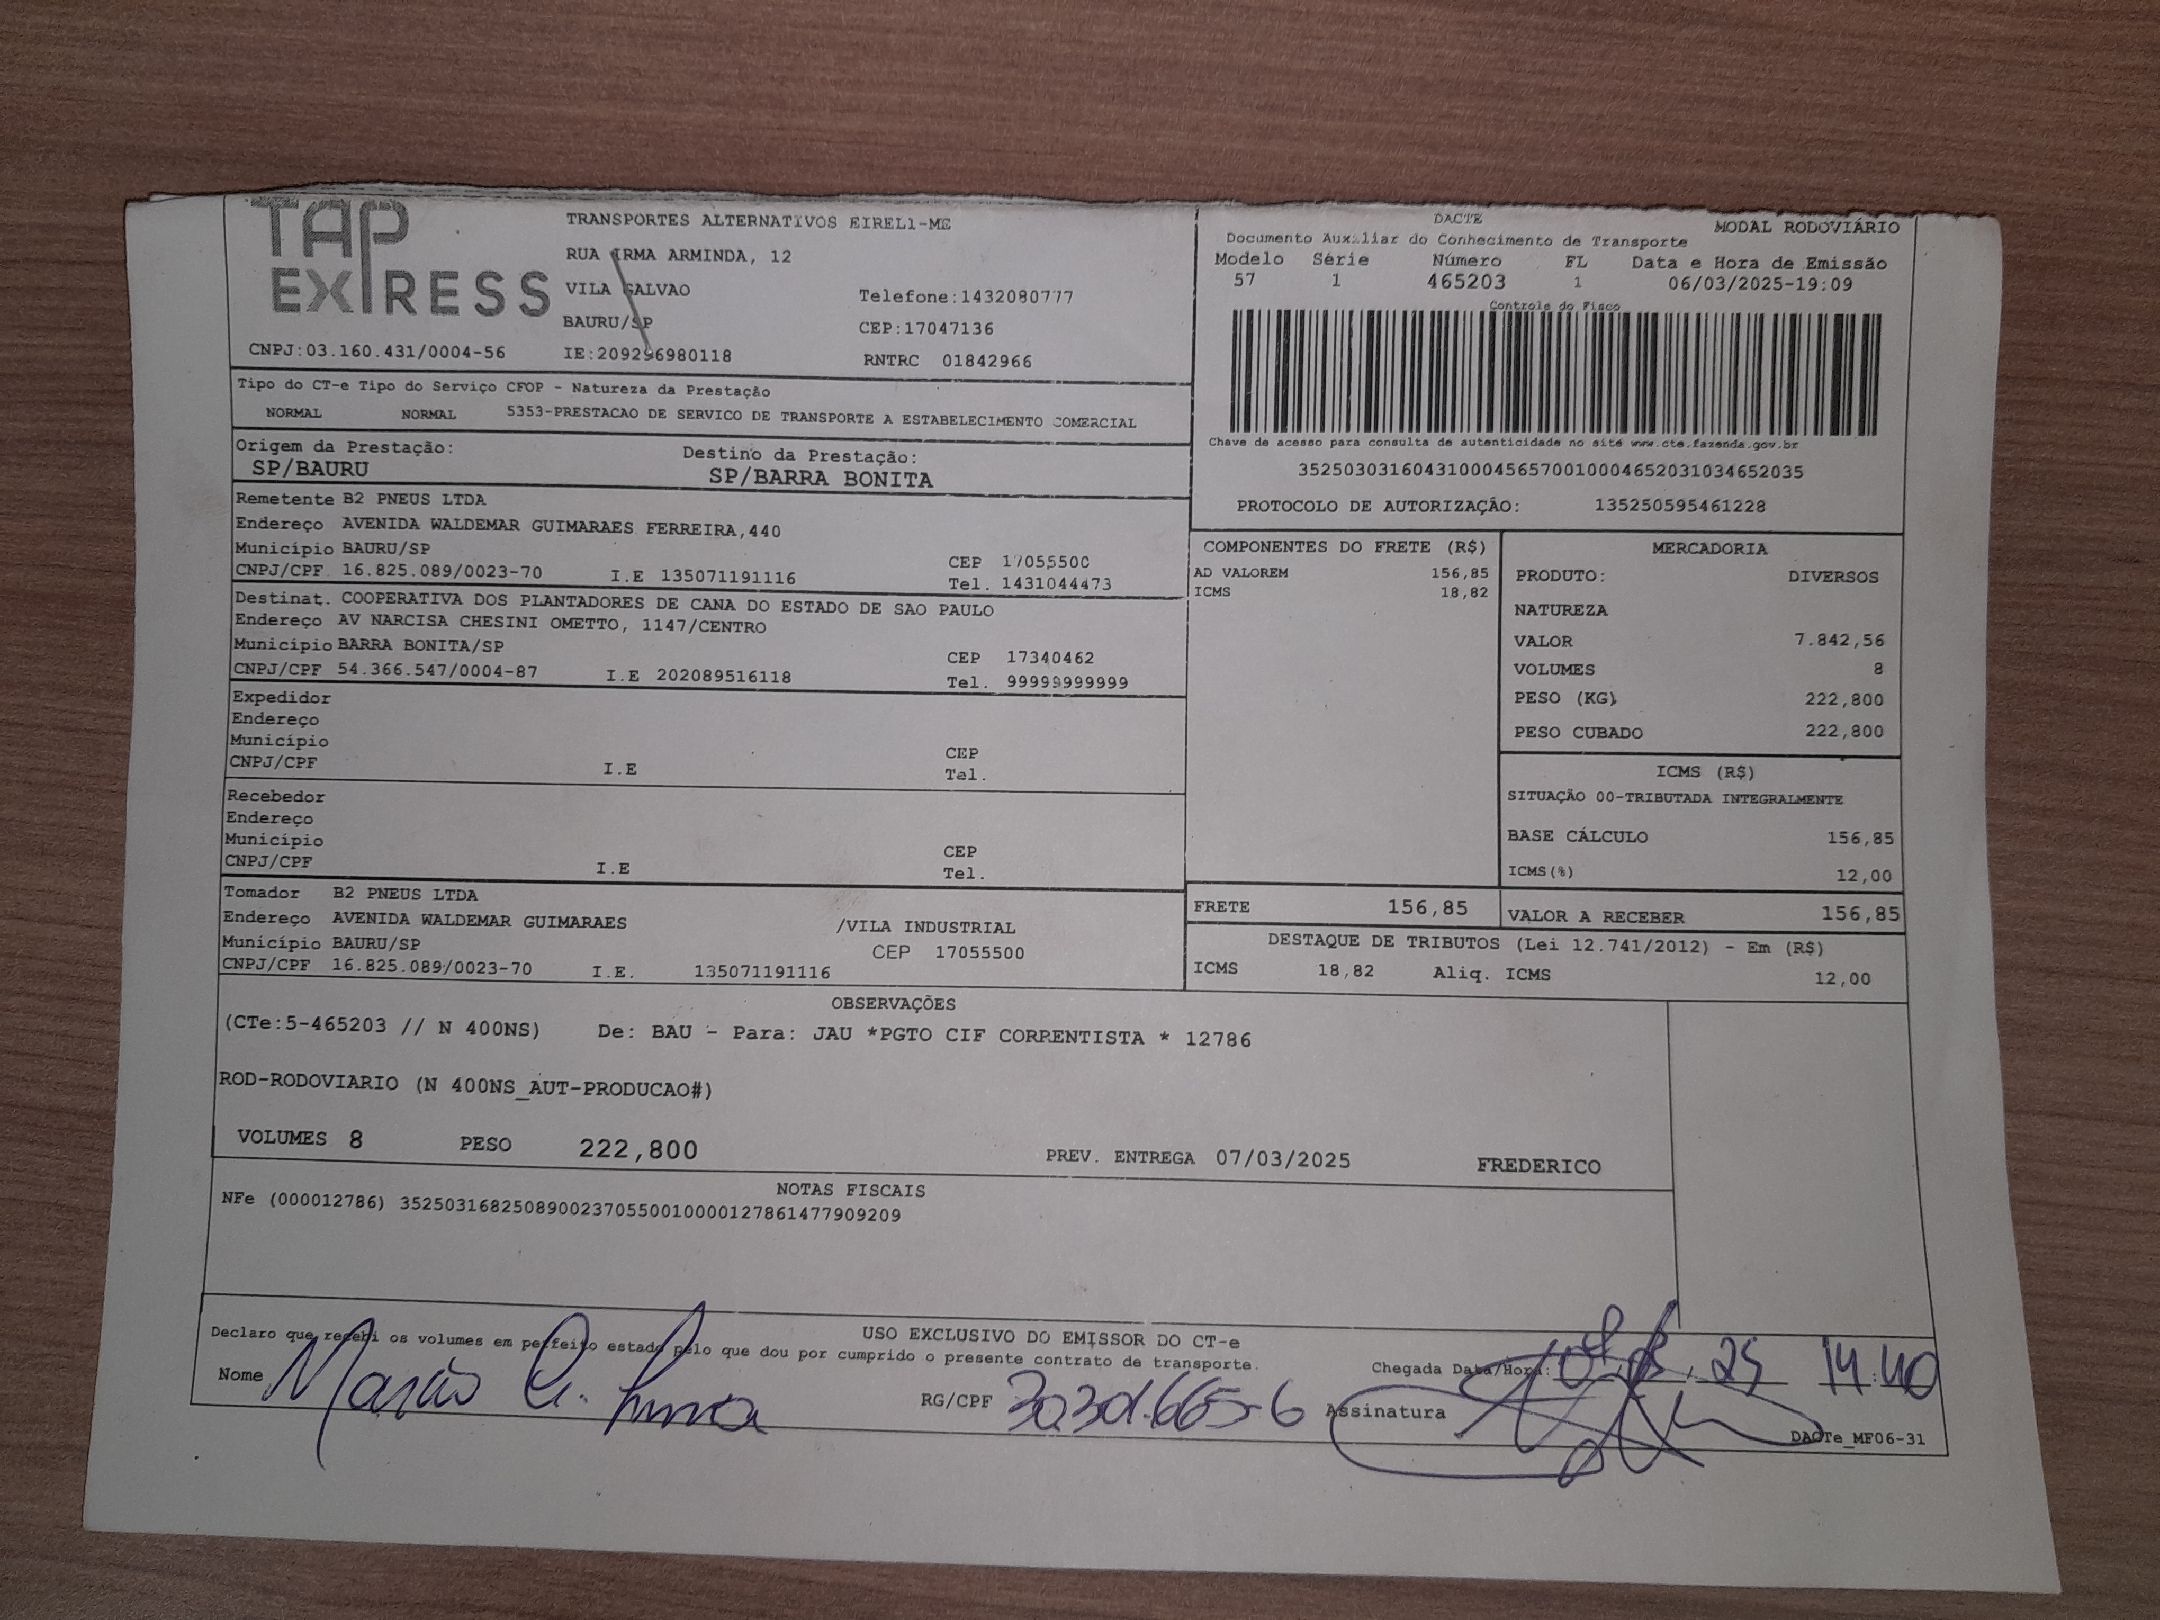 TAP EXPRESS
TRANSPORTES ALTERNATIVOS EIRELI-ME
RUA IRMA ARMINDA, 12
VILA GALVAO
Telefone:1432080777
BAURU/SP
CEP:17047136
CNPJ:03.160.431/0004-56
IE:209296980118
RNTRC 01842966
DACTE
MODAL RODOVIÁRIO
Documento Auxiliar do Conhecimento de Transporte
Modelo Série Número FL Data e Hora de Emissão
57 1 465203 1 06/03/2025-19:09
Controle do Fisco
Chave de acesso para consulta de autenticidade no site www.cte.fazenda.gov.br
35250303160431000456570010004652031034652035
PROTOCOLO DE AUTORIZAÇÃO: 135250595461228
Tipo do CT-e Tipo do Serviço CFOP - Natureza da Prestação
NORMAL NORMAL 5353-PRESTACAO DE SERVICO DE TRANSPORTE A ESTABELECIMENTO COMERCIAL
Origem da Prestação: Destino da Prestação:
SP/BAURU SP/BARRA BONITA
Remetente B2 PNEUS LTDA
Endereço AVENIDA WALDEMAR GUIMARAES FERREIRA,440
Município BAURU/SP CEP 17055500
CNPJ/CPF 16.825.089/0023-70 I.E 135071191116 Tel. 1431044473
Destinat. COOPERATIVA DOS PLANTADORES DE CANA DO ESTADO DE SAO PAULO
Endereço AV NARCISA CHESINI OMETTO, 1147/CENTRO
Município BARRA BONITA/SP CEP 17340462
CNPJ/CPF 54.366.547/0004-87 I.E 202089516118 Tel. 99999999999
Expedidor
Endereço
Município CEP
CNPJ/CPF I.E Tel.
Recebedor
Endereço
Município CEP
CNPJ/CPF I.E Tel.
Tomador B2 PNEUS LTDA
Endereço AVENIDA WALDEMAR GUIMARAES /VILA INDUSTRIAL
Município BAURU/SP CEP 17055500
CNPJ/CPF 16.825.089/0023-70 I.E. 135071191116
COMPONENTES DO FRETE (R$)
AD VALOREM 156,85
ICMS 18,82
MERCADORIA
PRODUTO: DIVERSOS
NATUREZA
VALOR 7.842,56
VOLUMES 8
PESO (KG) 222,800
PESO CUBADO 222,800
ICMS (R$)
SITUAÇÃO 00-TRIBUTADA INTEGRALMENTE
BASE CÁLCULO 156,85
ICMS(%) 12,00
FRETE 156,85 VALOR A RECEBER 156,85
DESTAQUE DE TRIBUTOS (Lei 12.741/2012) - Em (R$)
ICMS 18,82 Aliq. ICMS 12,00
OBSERVAÇÕES
(CTe:5-465203 // N 400NS) De: BAU - Para: JAU *PGTO CIF CORRENTISTA * 12786
ROD-RODOVIARIO (N 400NS_AUT-PRODUCAO#)
VOLUMES 8 PESO 222,800 PREV. ENTREGA 07/03/2025 FREDERICO
NOTAS FISCAIS
NFe (000012786) 35250316825089002370550010000127861477909209
USO EXCLUSIVO DO EMISSOR DO CT-e
Declaro que recebi os volumes em perfeito estado pelo que dou por cumprido o presente contrato de transporte.
Chegada Data/Hora: 25 14:40
Nome
RG/CPF
Assinatura
DACTe_MF06-31